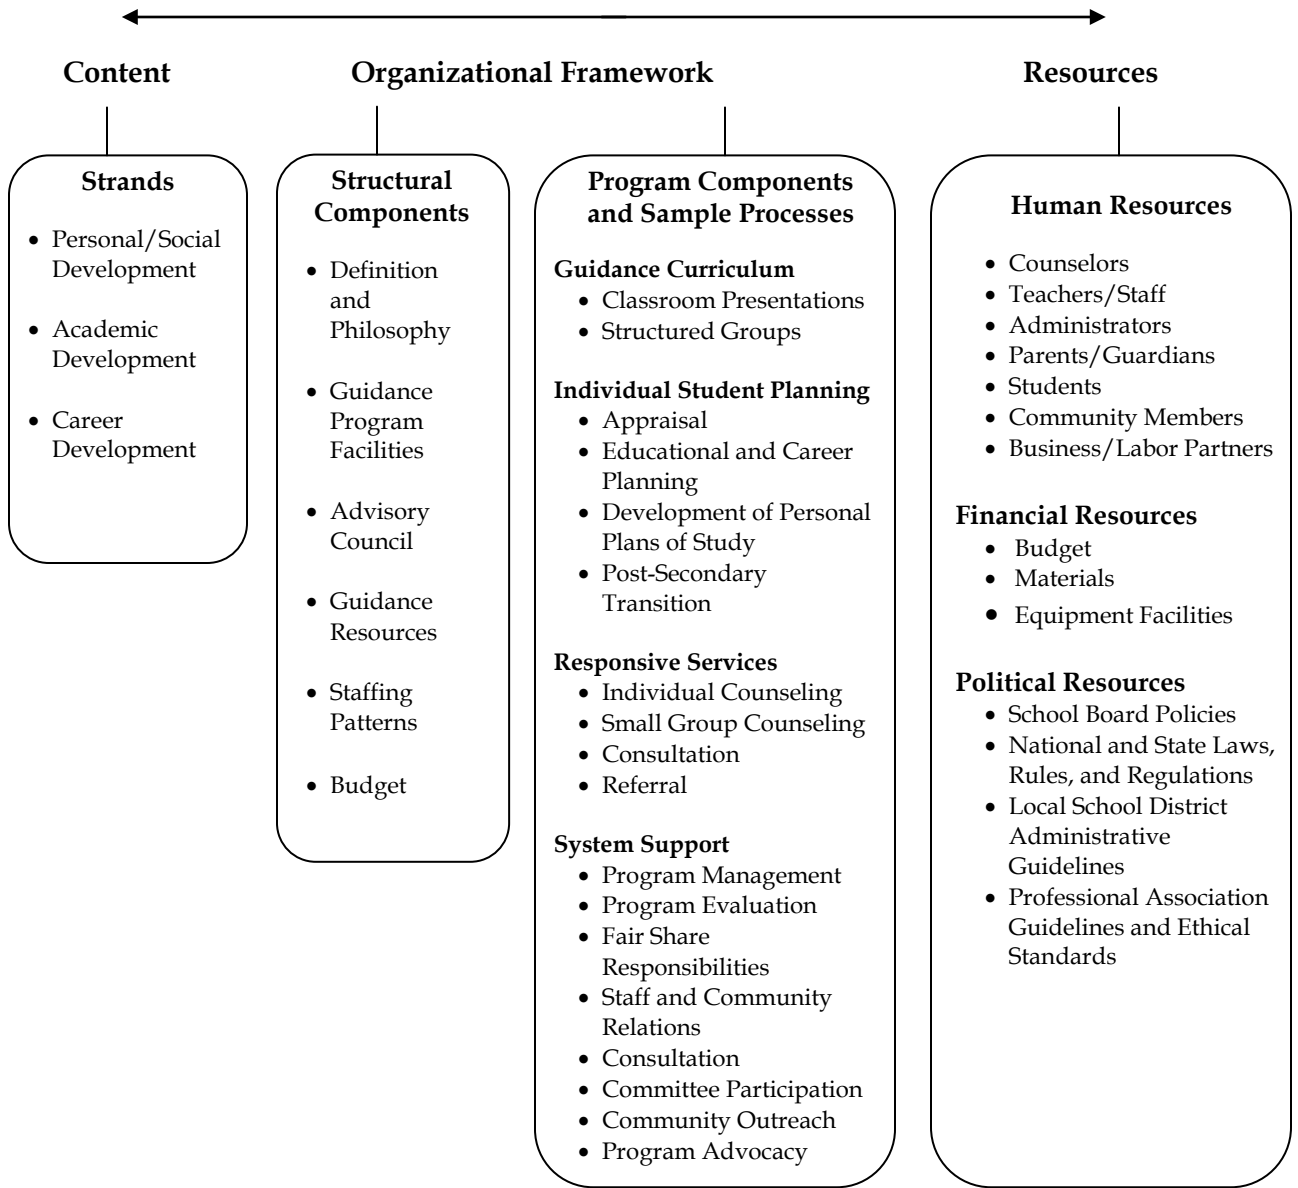 Content
Organizational Framework
Resources
Strands
• Personal/Social
Development
• Academic
Development
• Career
Development
Structural
Components
• Definition
and
Philosophy
• Guidance
Program
Facilities
• Advisory
Council
• Guidance
Resources
• Staffing
Patterns
• Budget
Program Components
and Sample Processes
Guidance Curriculum
• Classroom Presentations
• Structured Groups
Individual Student Planning
• Appraisal
• Educational and Career
Planning
• Development of Personal
Plans of Study
• Post-Secondary
Transition
Responsive Services
• Individual Counseling
• Small Group Counseling
• Consultation
• Referral
System Support
• Program Management
• Program Evaluation
• Fair Share
Responsibilities
• Staff and Community
Relations
• Consultation
• Committee Participation
• Community Outreach
• Program Advocacy
Human Resources
• Counselors
• Teachers/Staff
• Administrators
• Parents/Guardians
• Students
• Community Members
• Business/Labor Partners
Financial Resources
• Budget
• Materials
• Equipment Facilities
Political Resources
• School Board Policies
• National and State Laws,
Rules, and Regulations
• Local School District
Administrative
Guidelines
• Professional Association
Guidelines and Ethical
Standards